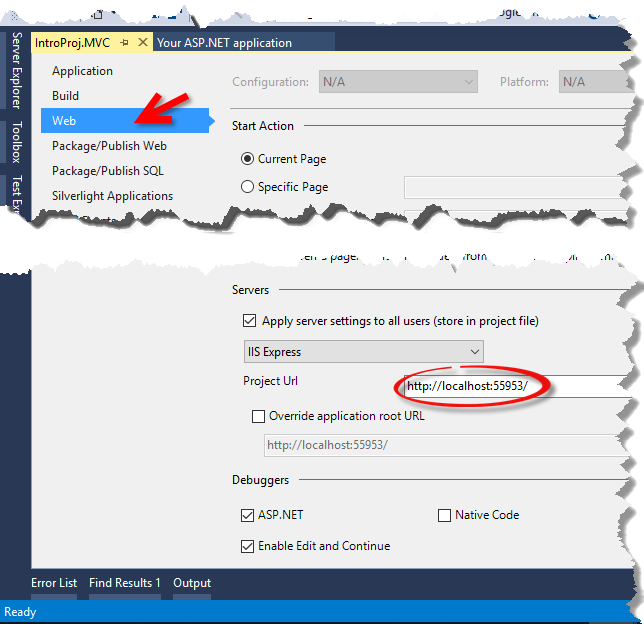 IntroProj.MVC
Your ASP.NET application
Server Explorer
Toolbox
Test
Application
Build
Web
Package/Publish Web
Package/Publish SQL
Silverlight Applications
Configuration:
N/A
Platform:
N/A
Start Action
Current Page
Specific Page
Servers
Apply server settings to all users (store in project file)
IIS Express
Project Url
http://localhost:55953/
Override application root URL
http://localhost:55953/
Debuggers
ASP.NET
Native Code
Enable Edit and Continue
Error List
Find Results 1
Output
Ready